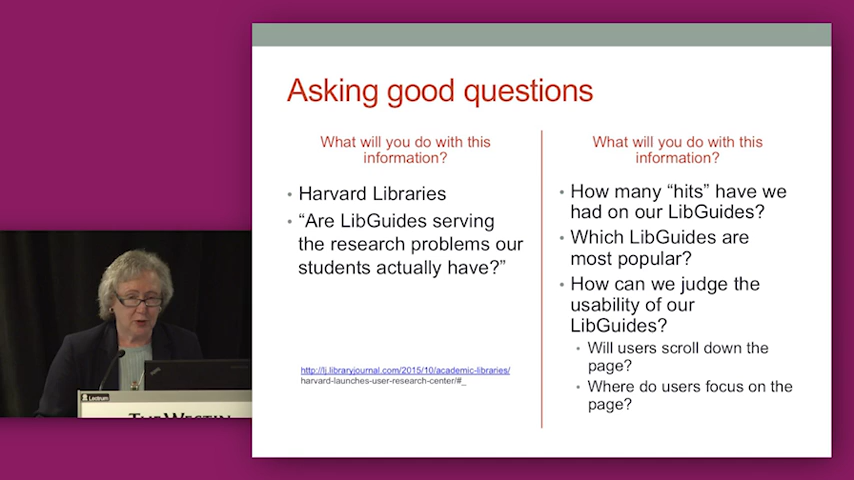 Asking good questions
What will you do with this
information?
• Harvard Libraries
• “Are LibGuides serving
the research problems our
students actually have?”
http://lj.libraryjournal.com/2015/10/academic-libraries/
harvard-launches-user-research-center/#_
What will you do with this
information?
• How many “hits” have we
had on our LibGuides?
• Which LibGuides are
most popular?
• How can we judge the
usability of our
LibGuides?
• Will users scroll down the
page?
• Where do users focus on the
page?
Lectrum
THE WESTIN